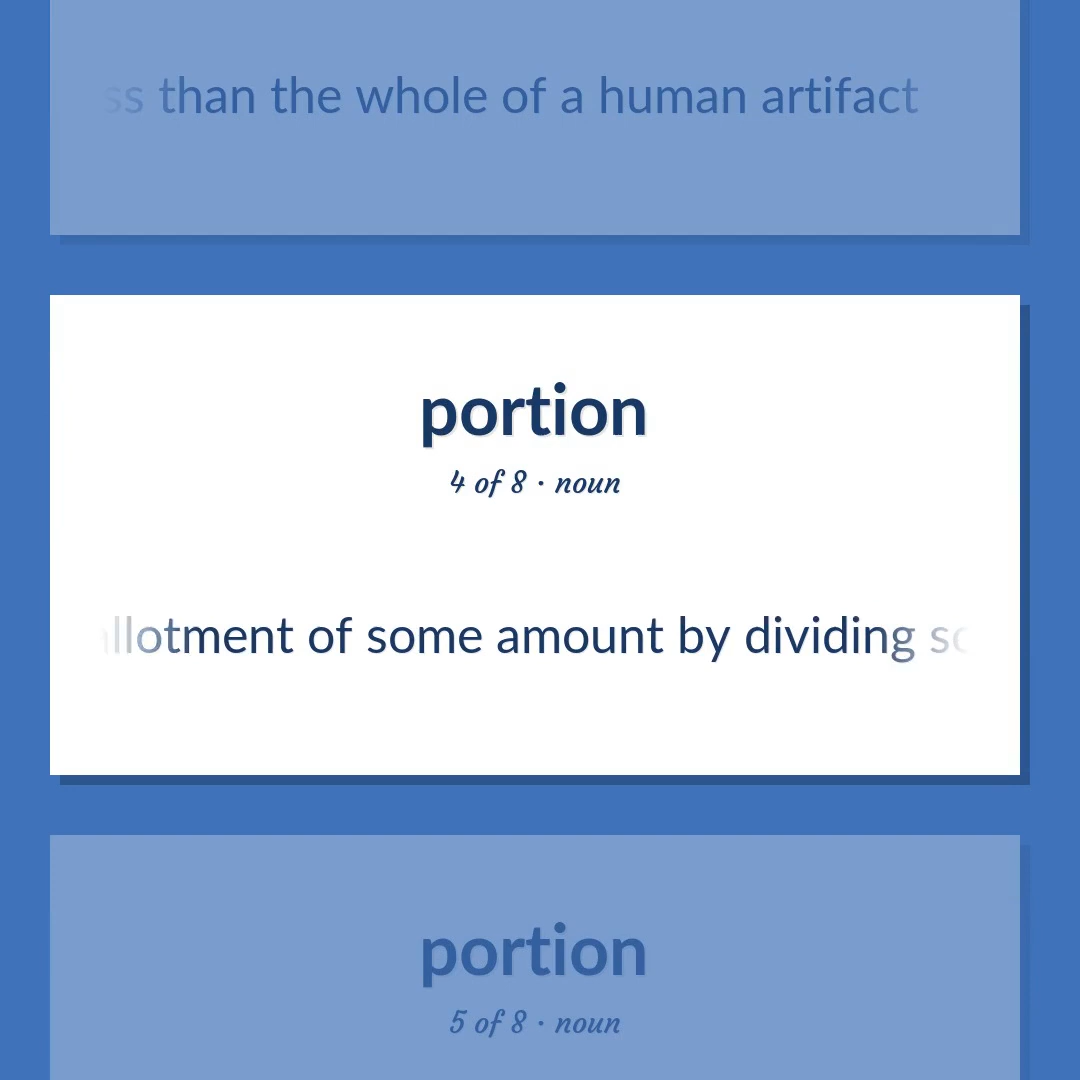 than the whole of a human artifact
portion
4 of 8 · noun
allotment of some amount by dividing
portion
5 of 8 · noun